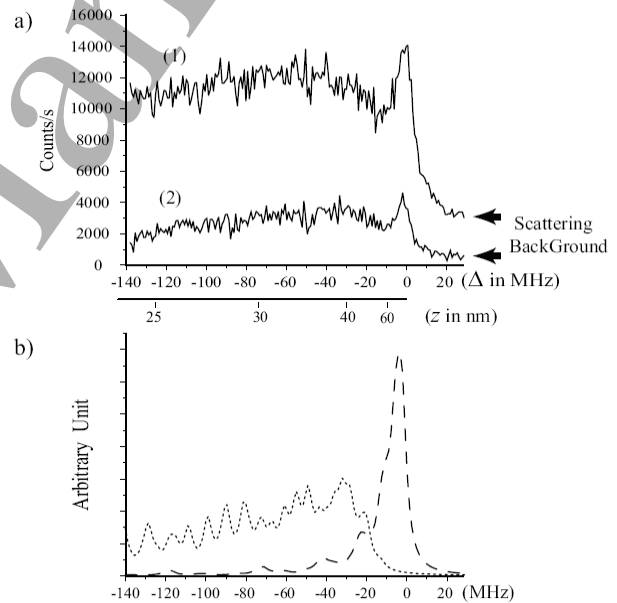 a)
16000
14000
12000
10000
8000
6000
4000
2000
0
Counts/s
(1)
(2)
Scattering
BackGround
-140 -120 -100 -80 -60 -40 -20 0 20 (Δ in MHz)
25 30 40 60 (z in nm)
b)
Arbitrary Unit
-140 -120 -100 -80 -60 -40 -20 0 20 (MHz)